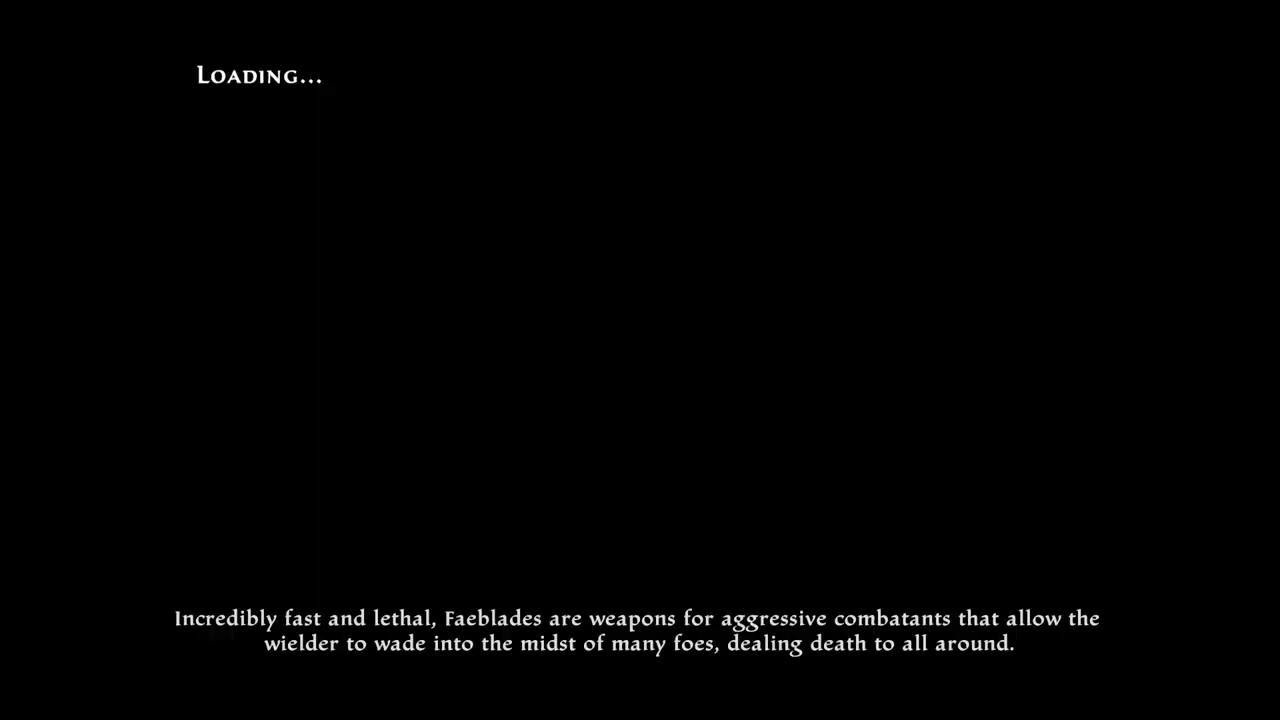 Loading...
Incredibly fast and lethal, Faeblades are weapons for aggressive combatants that allow the
wielder to wade into the midst of many foes, dealing death to all around.